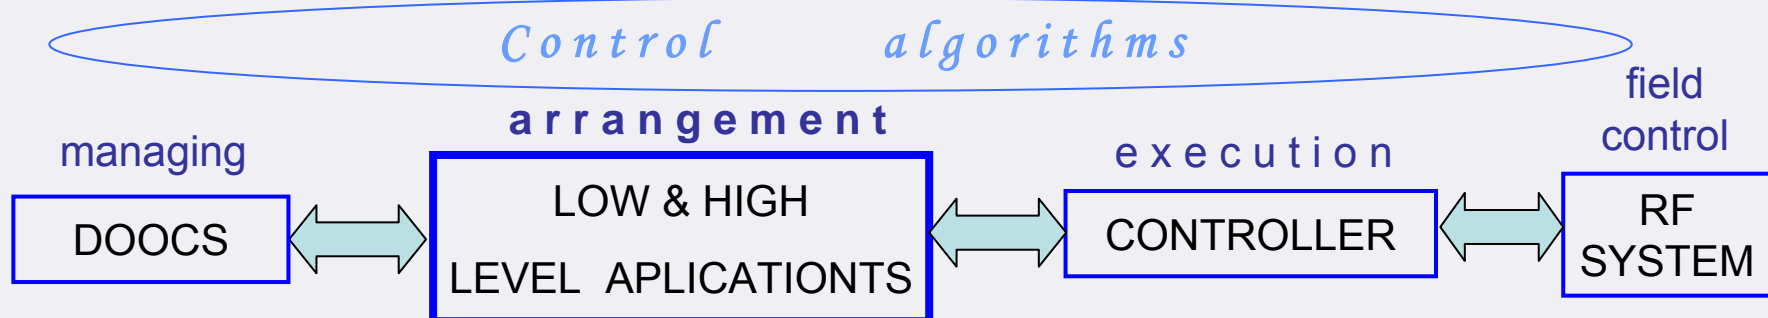 Control algorithms
managing
DOOCS
arrangement
LOW & HIGH
LEVEL APLICATIONTS
execution
CONTROLLER
field
control
RF
SYSTEM